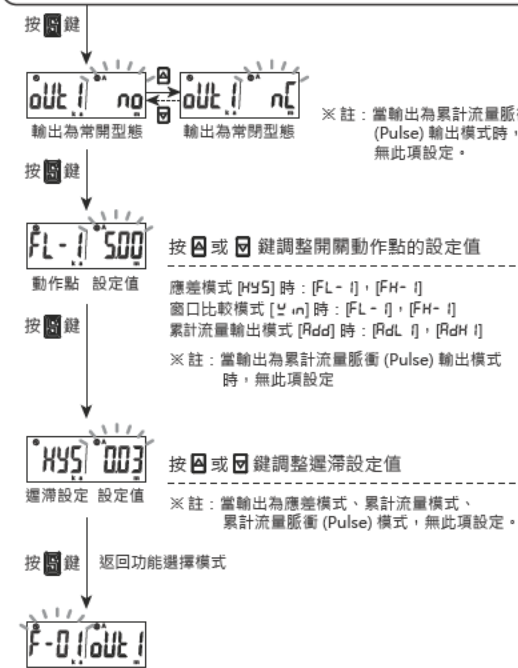 按 S 鍵
oUt 1 no
oUt 1 nC
輸出為常開型態
輸出為常閉型態
※ 註：當輸出為累計流量脈衝
(Pulse) 輸出模式時，
無此項設定。
按 S 鍵
FL - 1 5.00
動作點 設定值
按 △ 或 ▽ 鍵調整開關動作點的設定值
應差模式 [HYS] 時：[FL - 1]，[FH- 1]
窗口比較模式 [Win] 時：[FL - 1]，[FH- 1]
累計流量輸出模式 [Add] 時：[AdL 1]，[AdH 1]
※ 註：當輸出為累計流量脈衝 (Pulse) 輸出模式
時，無此項設定
按 S 鍵
HYS 0.03
遲滯設定 設定值
按 △ 或 ▽ 鍵調整遲滯設定值
※ 註：當輸出為應差模式、累計流量模式、
累計流量脈衝 (Pulse) 模式，無此項設定。
按 S 鍵 返回功能選擇模式
F-01 oUt 1